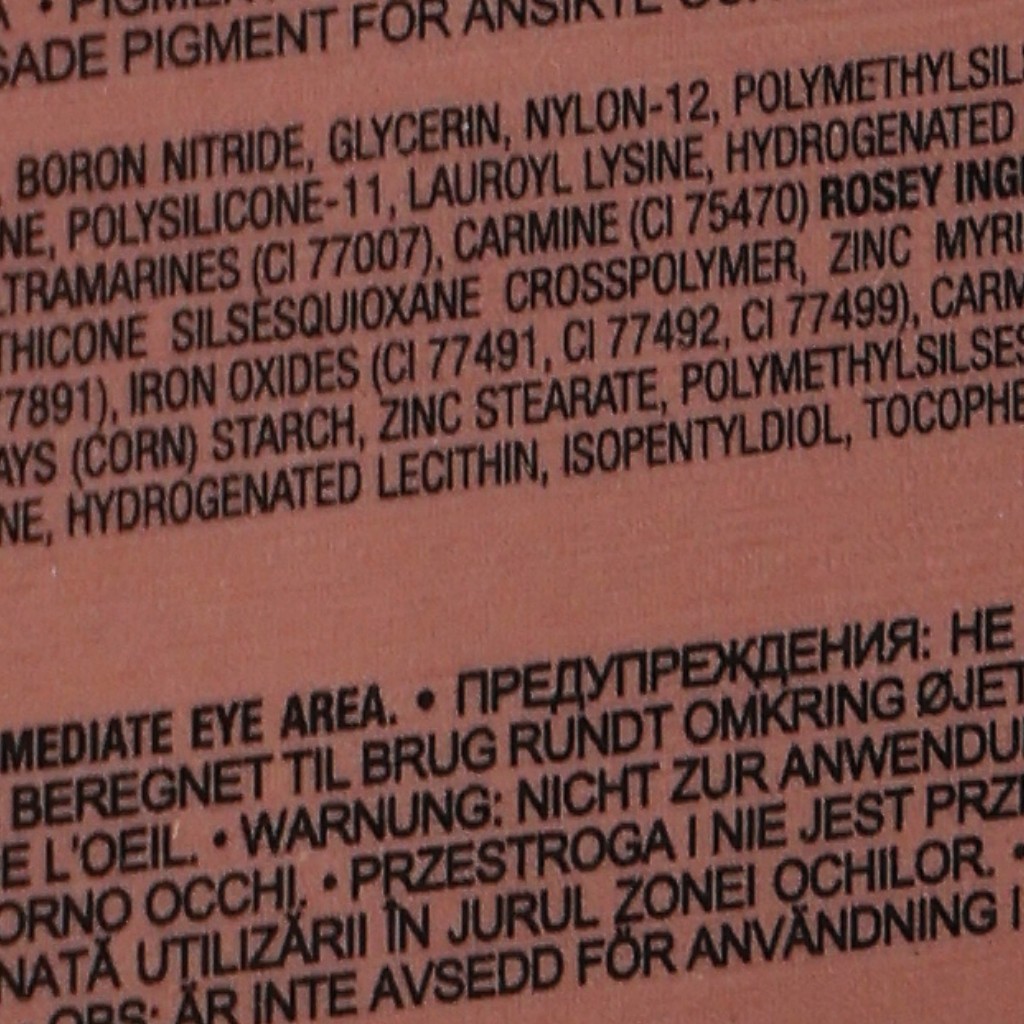 • PIGMENT
SADE PIGMENT FOR ANSIKTE
BORON NITRIDE, GLYCERIN, NYLON-12, POLYMETHYLSIL
NE, POLYSILICONE-11, LAUROYL LYSINE, HYDROGENATED
LTRAMARINES (CI 77007), CARMINE (CI 75470) ROSEY ING
THICONE SILSESQUIOXANE CROSSPOLYMER, ZINC MYRI
77891), IRON OXIDES (CI 77491, CI 77492, CI 77499), CARM
AYS (CORN) STARCH, ZINC STEARATE, POLYMETHYLSILSES
NE, HYDROGENATED LECITHIN, ISOPENTYLDIOL, TOCOPHE
MEDIATE EYE AREA. • ПРЕДУПРЕЖДЕНИЯ: НЕ
BEREGNET TIL BRUG RUNDT OMKRING ØJET
E L'OEIL. • WARNUNG: NICHT ZUR ANWENDU
ORNO OCCHI. • PRZESTROGA I NIE JEST PRZE
NATĂ UTILIZĂRII ÎN JURUL ZONEI OCHILOR. •
OBS: ÄR INTE AVSEDD FÖR ANVÄNDNING I